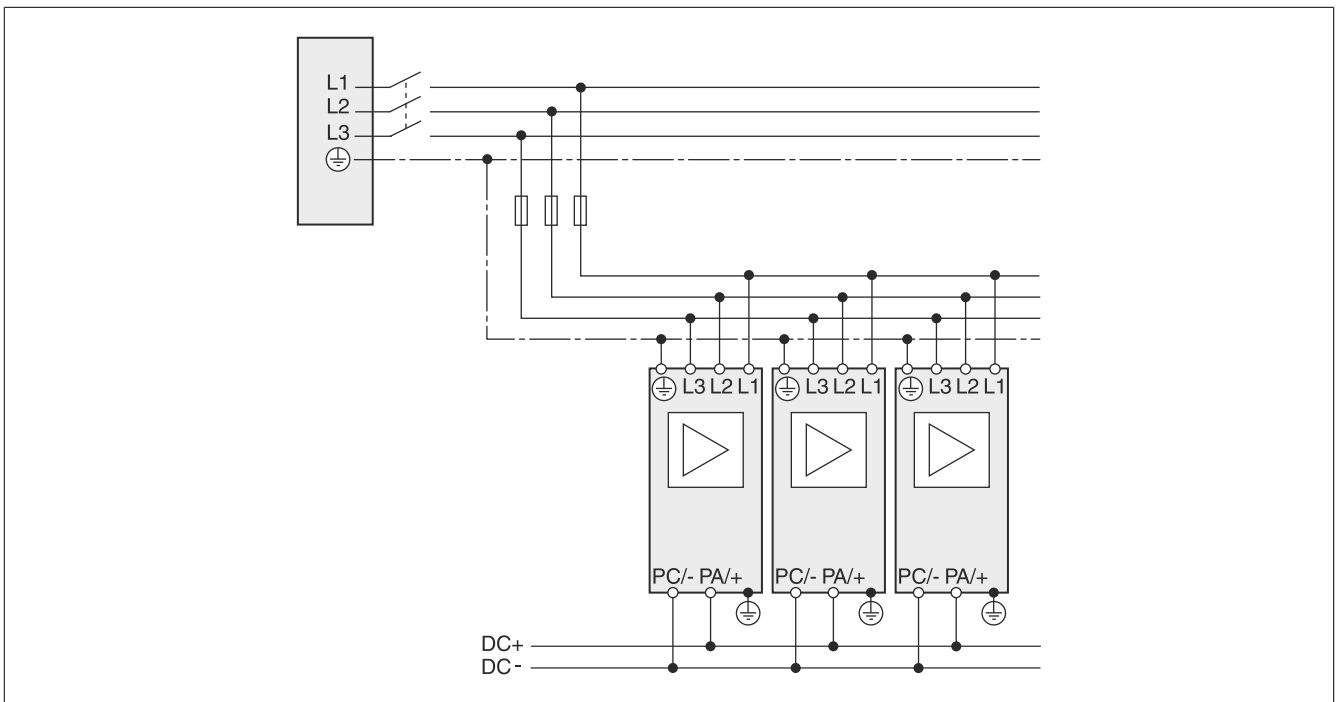 L1
L2
L3
L3 L2 L1 L3 L2 L1 L3 L2 L1
PC/- PA/+ PC/- PA/+ PC/- PA/+
DC+
DC-